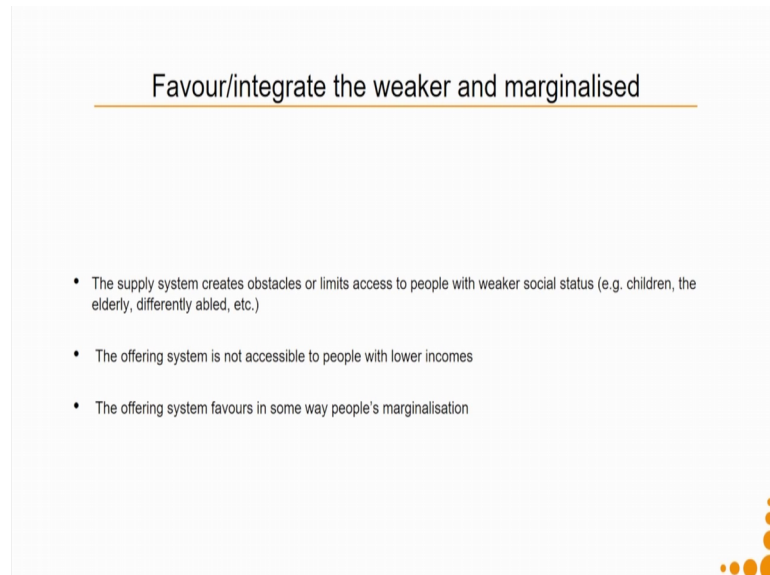 Favour/integrate the weaker and marginalised
• The supply system creates obstacles or limits access to people with weaker social status (e.g. children, the
elderly, differently abled, etc.)
• The offering system is not accessible to people with lower incomes
• The offering system favours in some way people's marginalisation